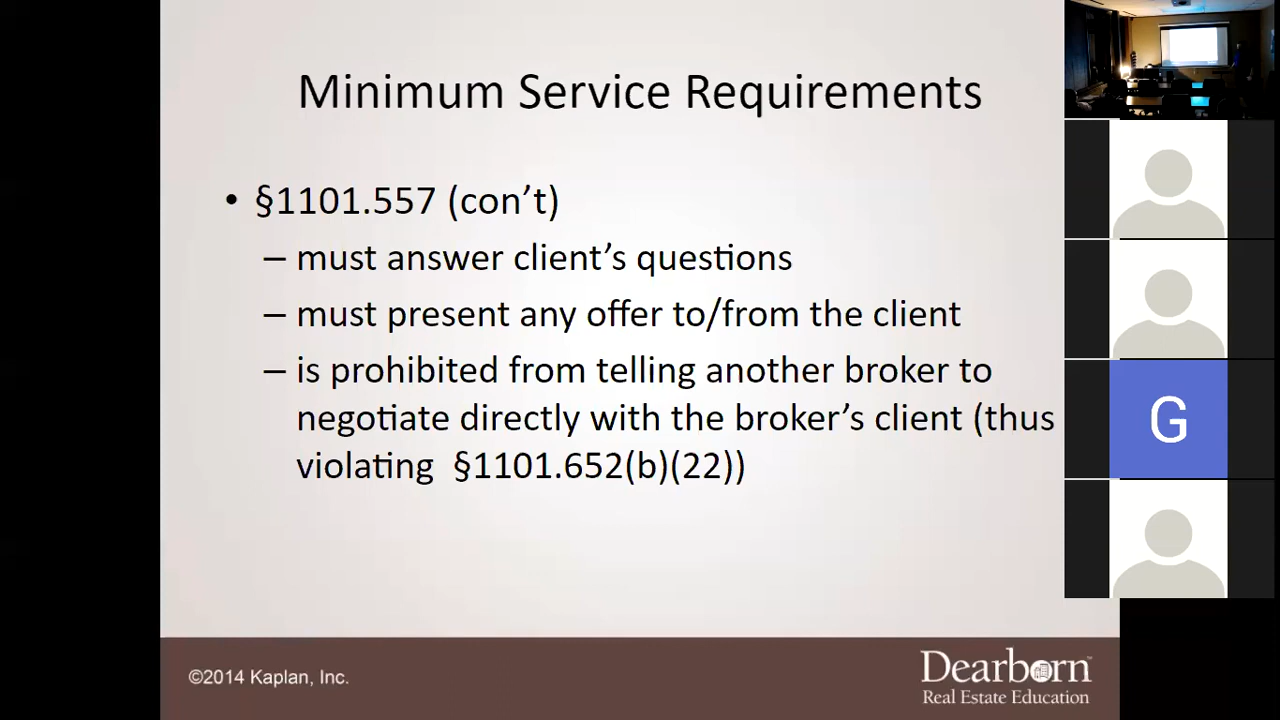 Minimum Service Requirements
• §1101.557 (con’t)
– must answer client’s questions
– must present any offer to/from the client
– is prohibited from telling another broker to
negotiate directly with the broker’s client (thus
violating §1101.652(b)(22))
G
©2014 Kaplan, Inc.
Dearborn™
Real Estate Education